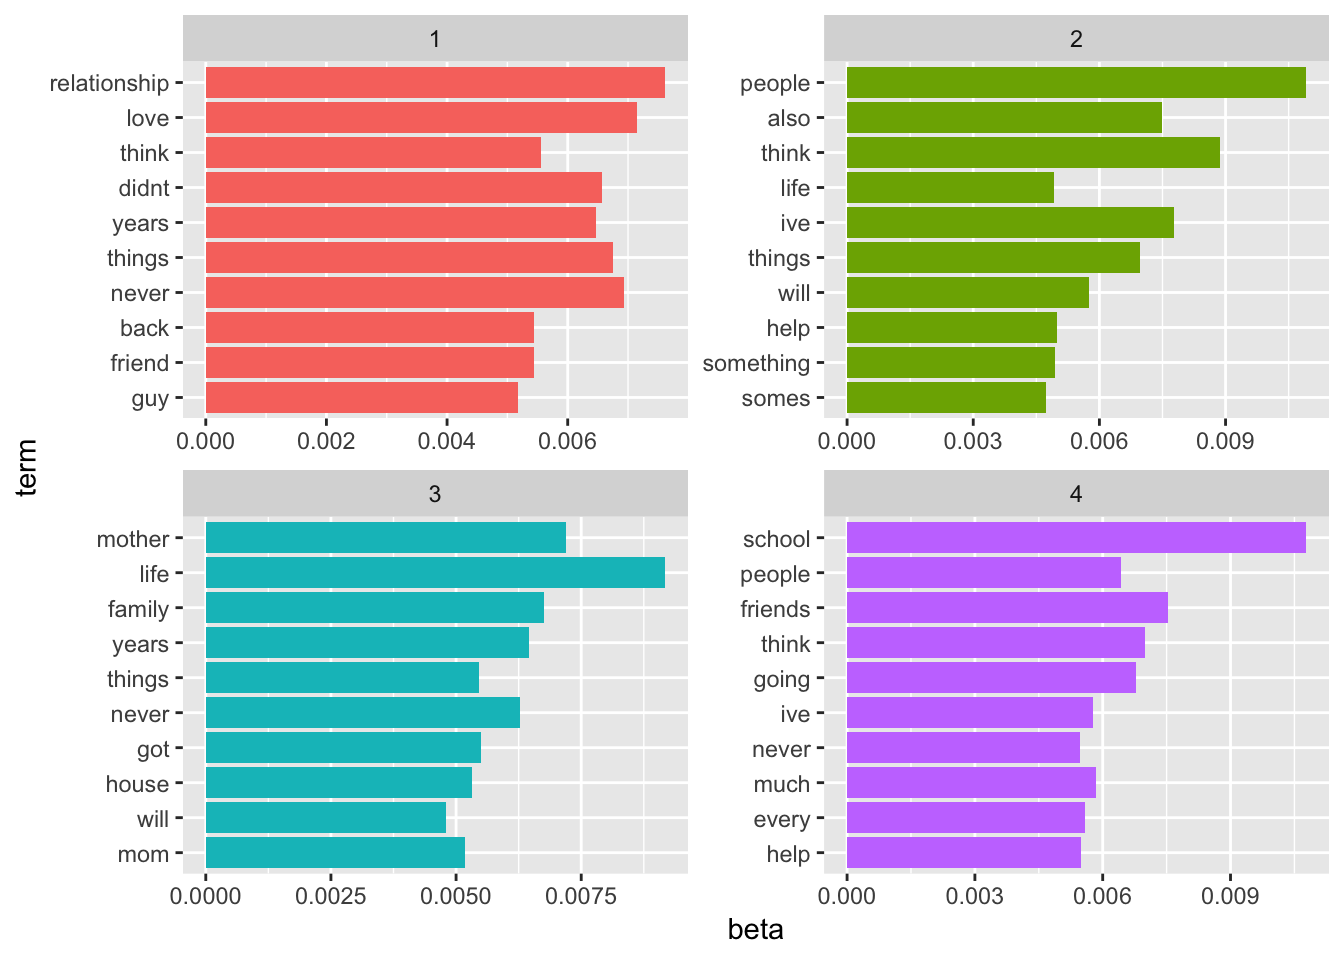 1
relationship
love
think
didnt
years
things
never
back
friend
guy
0.000 0.002 0.004 0.006
2
people
also
think
life
ive
things
will
help
something
somes
0.000 0.003 0.006 0.009
3
mother
life
family
years
things
never
got
house
will
mom
0.0000 0.0025 0.0050 0.0075
4
school
people
friends
think
going
ive
never
much
every
help
0.000 0.003 0.006 0.009
term
beta